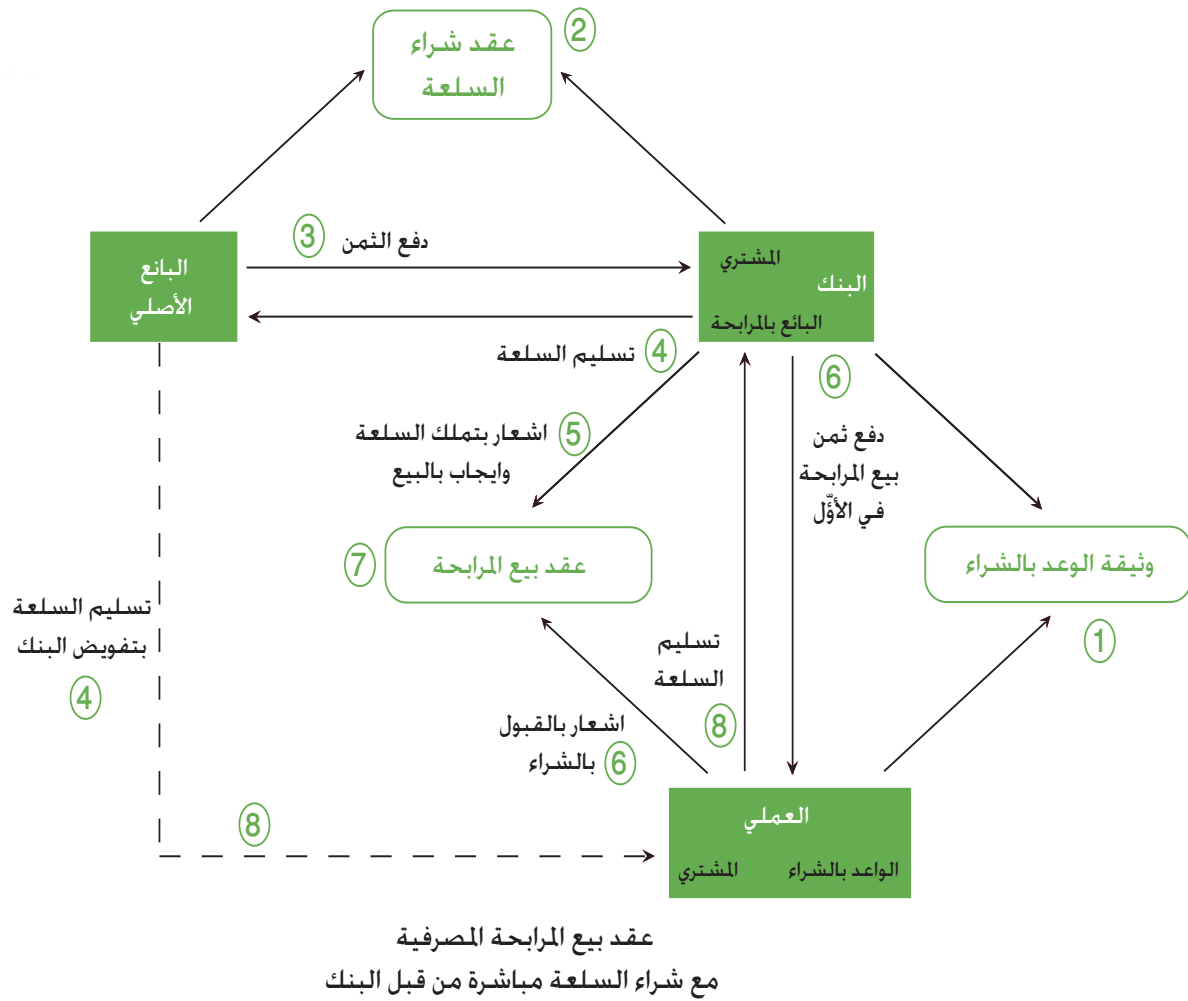 ② عقد شراء
السلعة
③ دفع الثمن
البائع
الأصلي
المشتري
البنك
البائع بالمرابحة
④ تسليم السلعة
⑥
دفع ثمن
بيع المرابحة
في الأوّل
⑤ اشعار بتملك السلعة
وايجاب بالبيع
وثيقة الوعد بالشراء
①
عقد بيع المرابحة ⑦
تسليم السلعة
بتفويض البنك
④
تسليم
السلعة
⑧
اشعار بالقبول
⑥ بالشراء
⑧
العملي
الواعد بالشراء
المشتري
عقد بيع المرابحة المصرفية
مع شراء السلعة مباشرة من قبل البنك